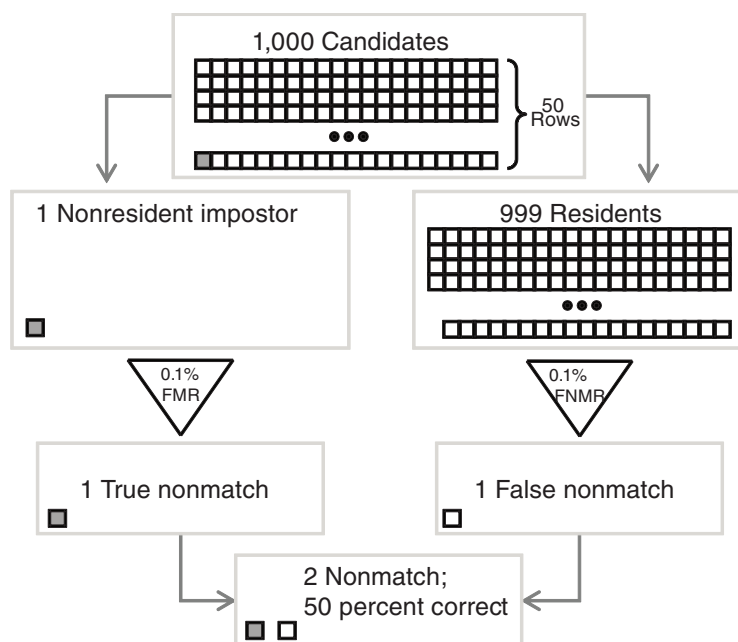 1,000 Candidates
50
Rows
1 Nonresident impostor
999 Residents
0.1%
FMR
0.1%
FNMR
1 True nonmatch
1 False nonmatch
2 Nonmatch;
50 percent correct